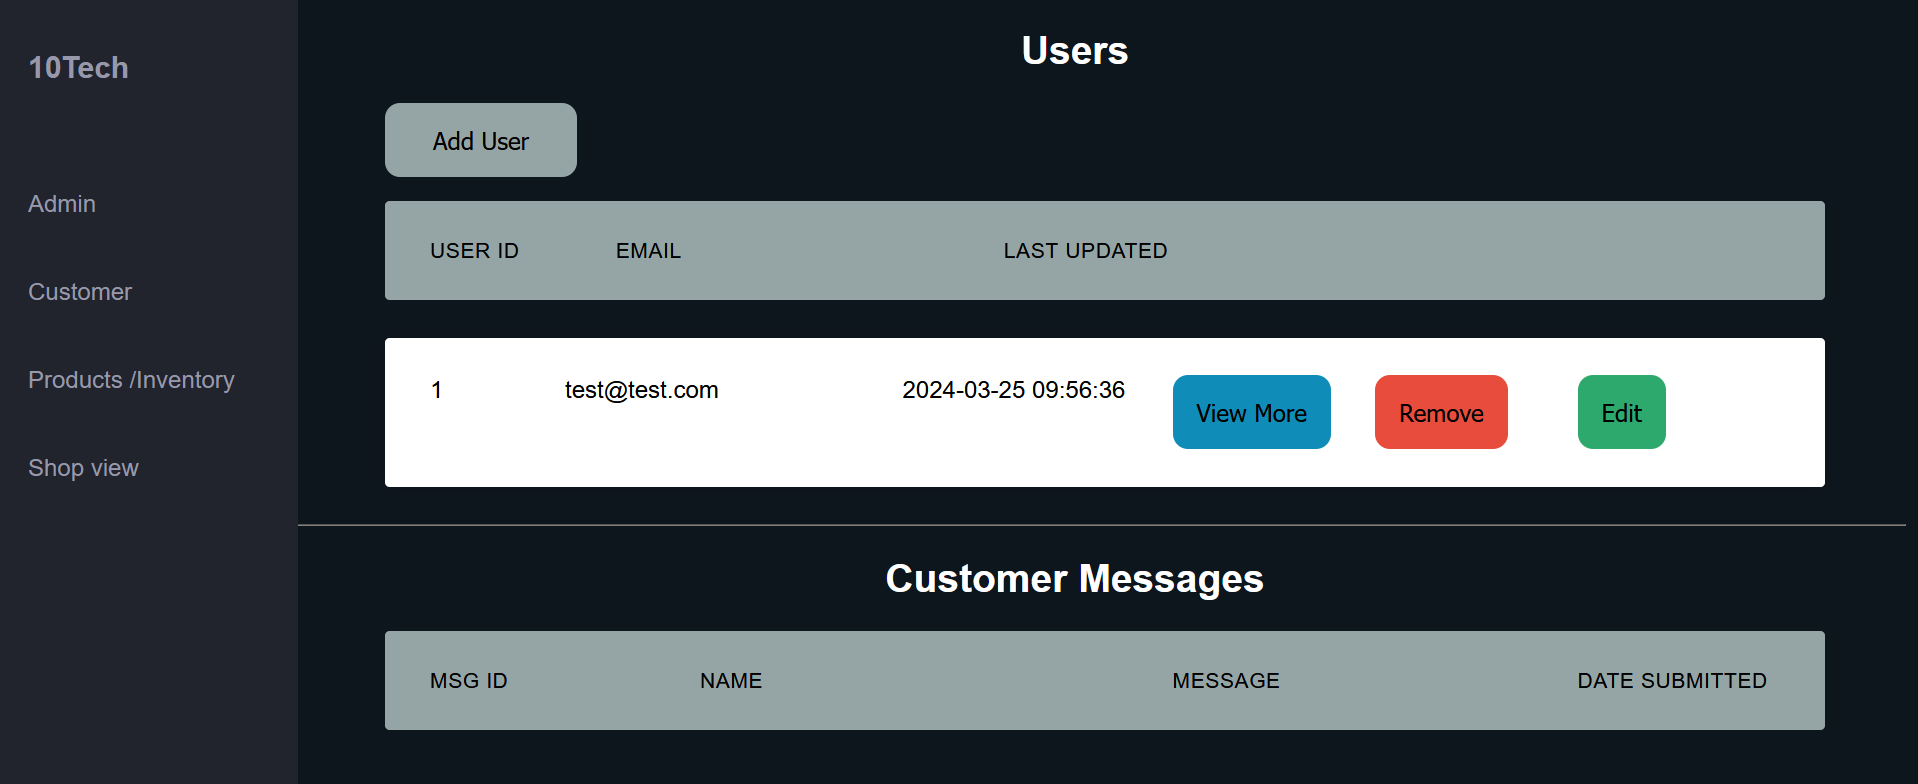 10Tech
Admin
Customer
Products /Inventory
Shop view
Users
Add User
USER ID EMAIL LAST UPDATED
1 test@test.com 2024-03-25 09:56:36 View More Remove Edit
Customer Messages
MSG ID NAME MESSAGE DATE SUBMITTED